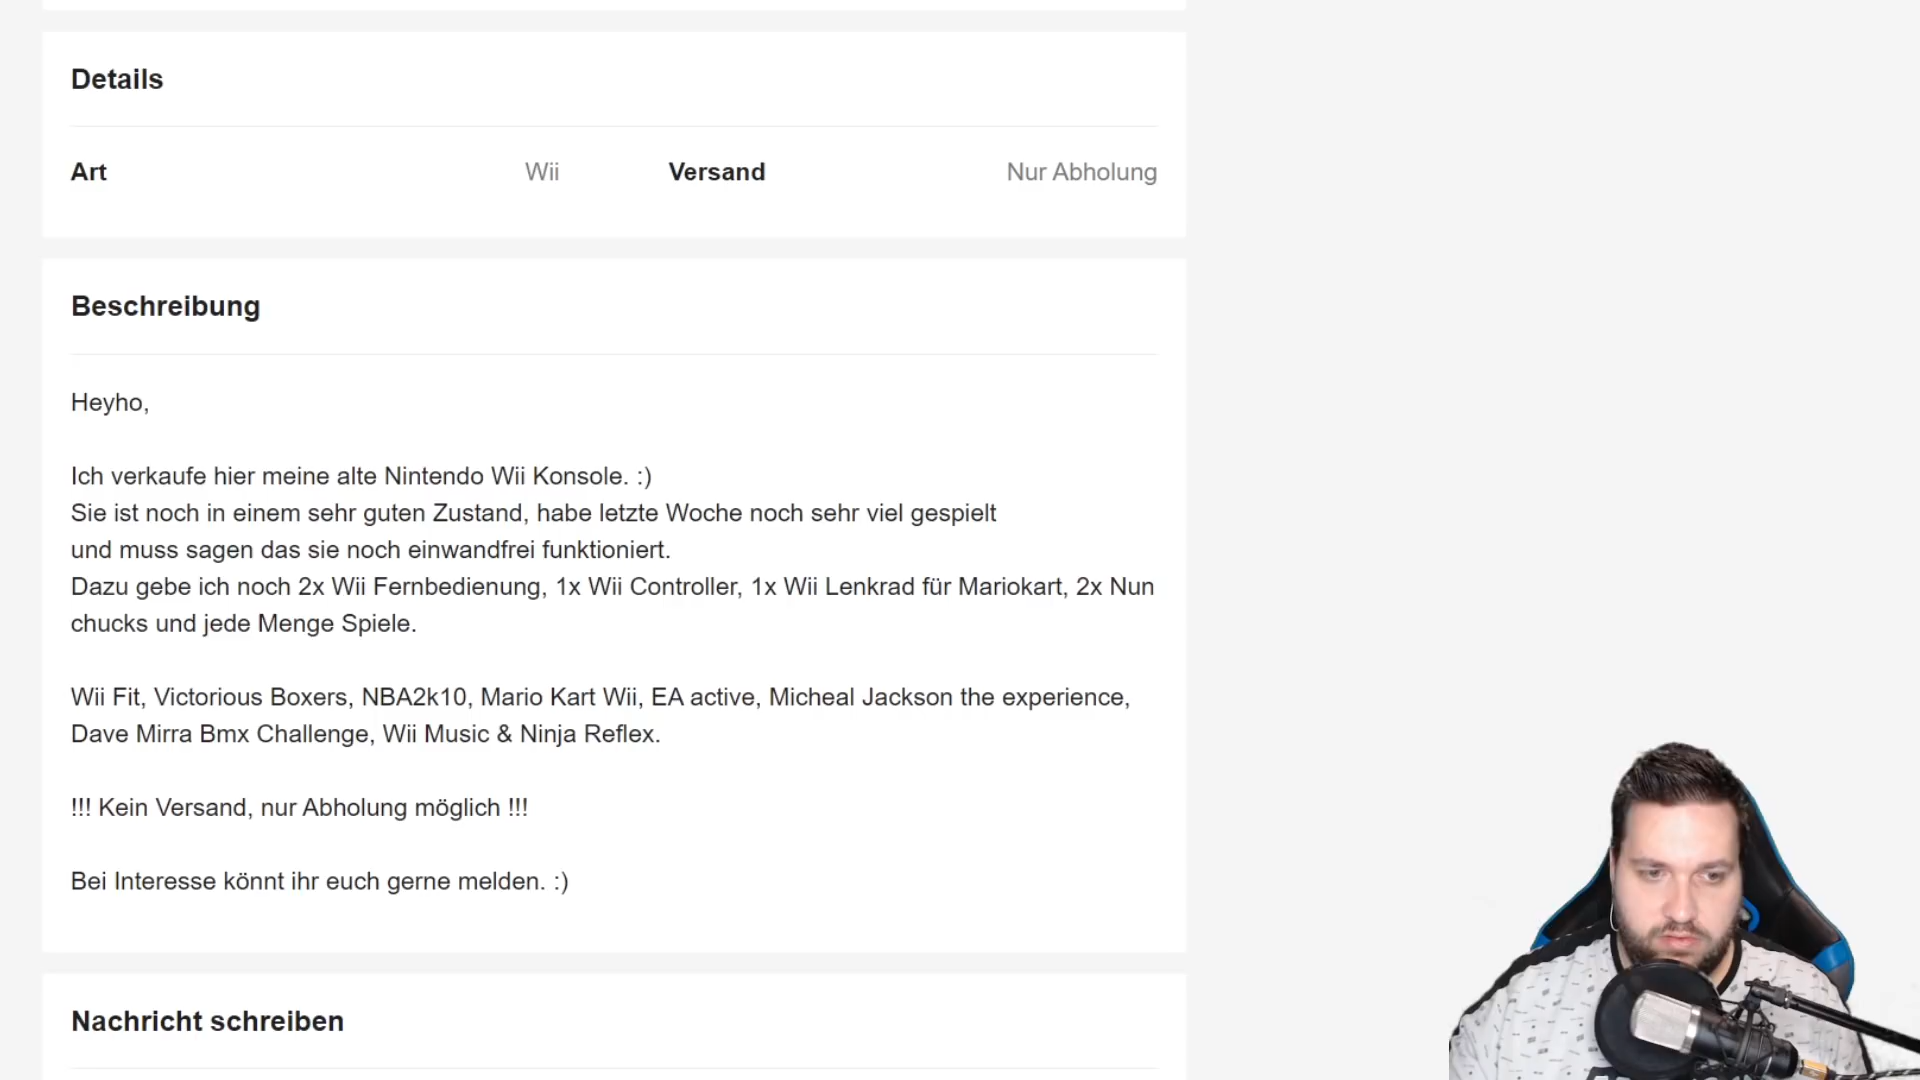 Details
Art Wii Versand Nur Abholung
Beschreibung
Heyho,
Ich verkaufe hier meine alte Nintendo Wii Konsole. :)
Sie ist noch in einem sehr guten Zustand, habe letzte Woche noch sehr viel gespielt
und muss sagen das sie noch einwandfrei funktioniert.
Dazu gebe ich noch 2x Wii Fernbedienung, 1x Wii Controller, 1x Wii Lenkrad für Mariokart, 2x Nun
chucks und jede Menge Spiele.
Wii Fit, Victorious Boxers, NBA2k10, Mario Kart Wii, EA active, Micheal Jackson the experience,
Dave Mirra Bmx Challenge, Wii Music & Ninja Reflex.
!!! Kein Versand, nur Abholung möglich !!!
Bei Interesse könnt ihr euch gerne melden. :)
Nachricht schreiben